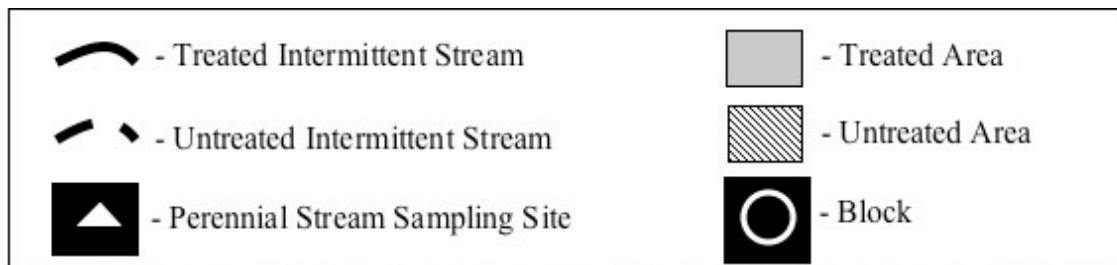 - Treated Intermittent Stream
- Treated Area
- Untreated Intermittent Stream
- Untreated Area
- Perennial Stream Sampling Site
- Block